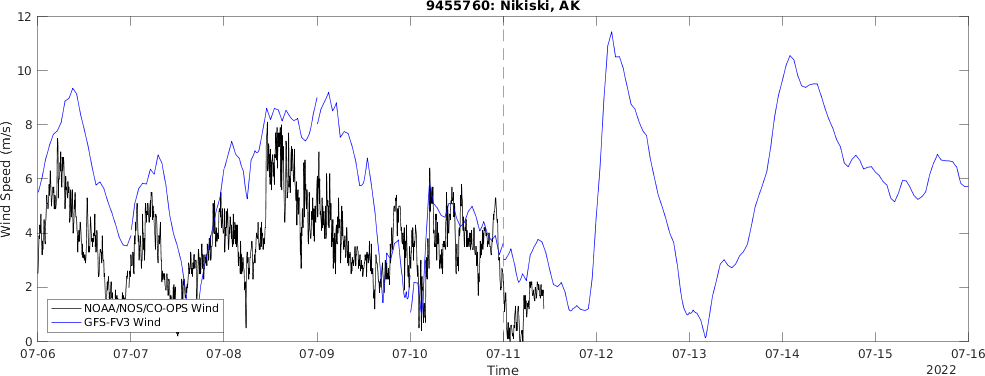 9455760: Nikiski, AK
Wind Speed (m/s)
12
10
8
6
4
2
0
NOAA/NOS/CO-OPS Wind
GFS-FV3 Wind
07-06 07-07 07-08 07-09 07-10 07-11 07-12 07-13 07-14 07-15 07-16
Time
2022